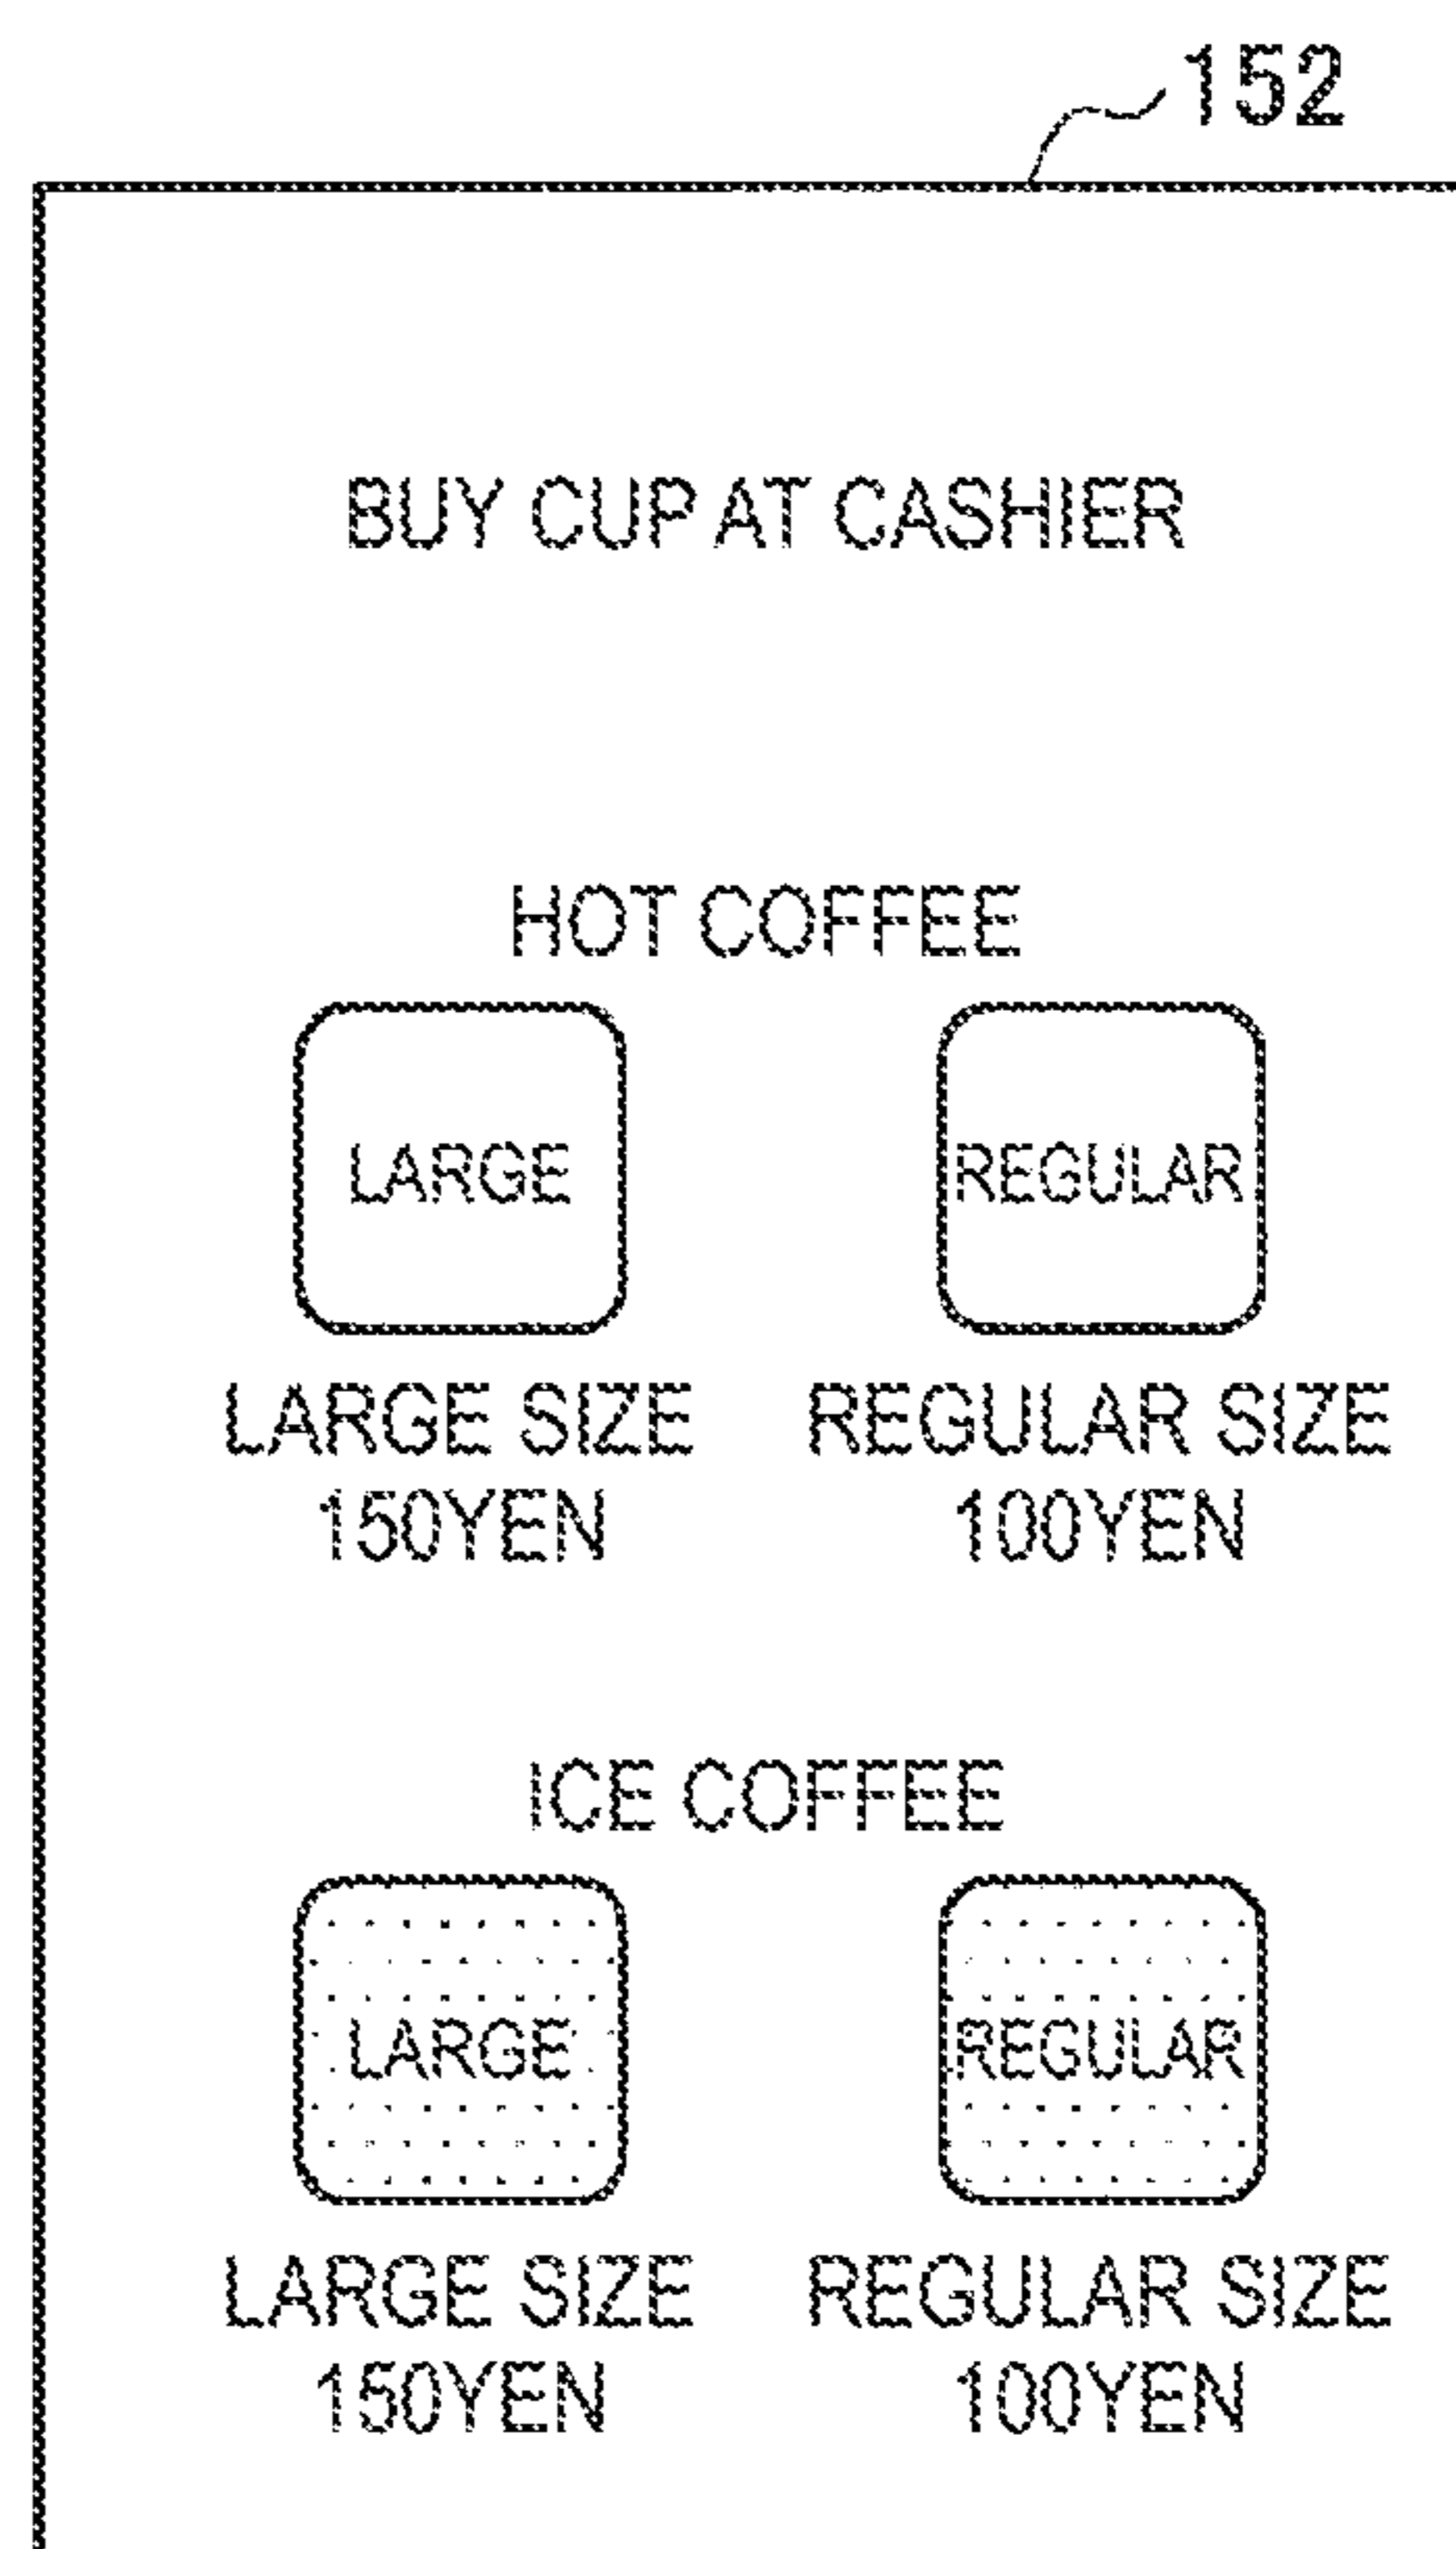 152
BUY CUP AT CASHIER
HOT COFFEE
LARGE REGULAR
LARGE SIZE REGULAR SIZE
150YEN 100YEN
ICE COFFEE
LARGE REGULAR
LARGE SIZE REGULAR SIZE
150YEN 100YEN